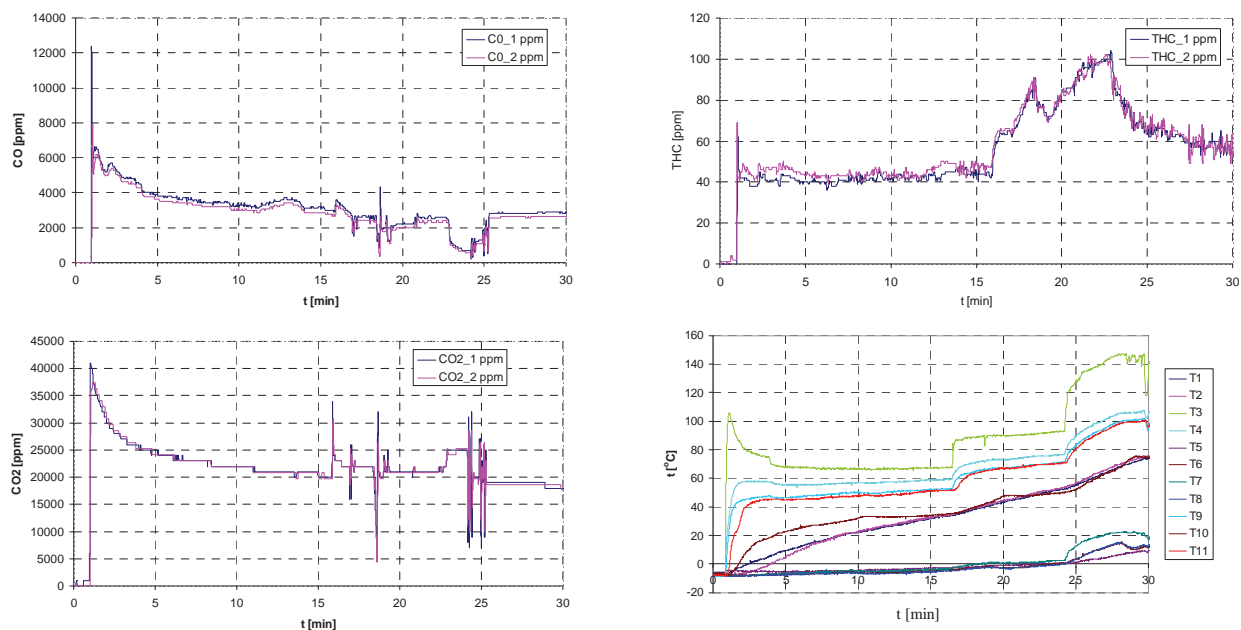 14000
12000
10000
8000
6000
4000
2000
0
CO [ppm]
C0_1 ppm
C0_2 ppm
0 5 10 15 20 25 30
t [min]
120
100
80
60
40
20
0
THC [ppm]
THC_1 ppm
THC_2 ppm
0 5 10 15 20 25 30
t [min]
45000
40000
35000
30000
25000
20000
15000
10000
5000
0
CO2 [ppm]
CO2_1 ppm
CO2_2 ppm
0 5 10 15 20 25 30
t [min]
160
140
120
100
80
60
40
20
0
-20
t [°C]
0 5 10 15 20 25 30
t [min]
T1
T2
T3
T4
T5
T6
T7
T8
T9
T10
T11